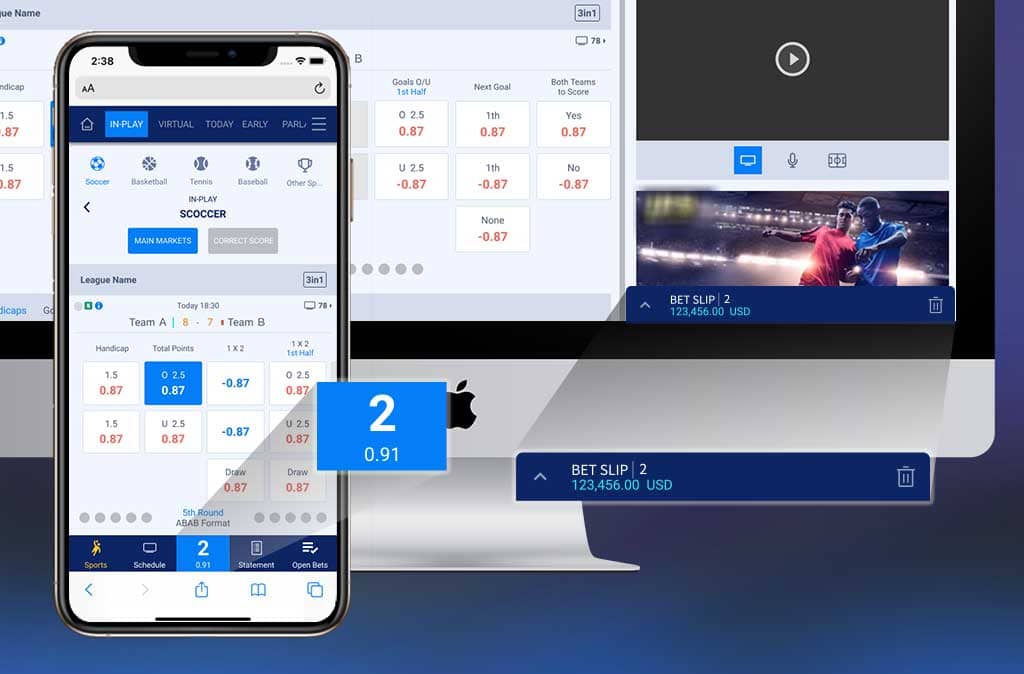 ue Name
3in1
78
B
ndicap
Goals O/U
1st Half
Next Goal
Both Teams
to Score
1.5
.87
O 2.5
0.87
1th
0.87
Yes
0.87
1.5
.87
U 2.5
-0.87
1th
-0.87
No
-0.87
None
-0.87
dicaps
Go
BET SLIP | 2
123,456.00 USD
2:38
AA
IN-PLAY
VIRTUAL
TODAY
EARLY
PARL
Soccer
Basketball
Tennis
Baseball
Other Sp...
IN-PLAY
SCOCCER
MAIN MARKETS
CORRECT SCORE
League Name
3in1
Today 18:30
78
Team A | 8 - 7 Team B
Handicap
Total Points
1 X 2
1 X 2
1st Half
1.5
0.87
O 2.5
0.87
-0.87
O 2.5
0.87
1.5
0.87
U 2.5
0.87
-0.87
U 2.5
0.87
Draw
0.87
Draw
0.87
5th Round
ABAB Format
Sports
Schedule
2
0.91
Statement
Open Bets
2
0.91
BET SLIP | 2
123,456.00 USD